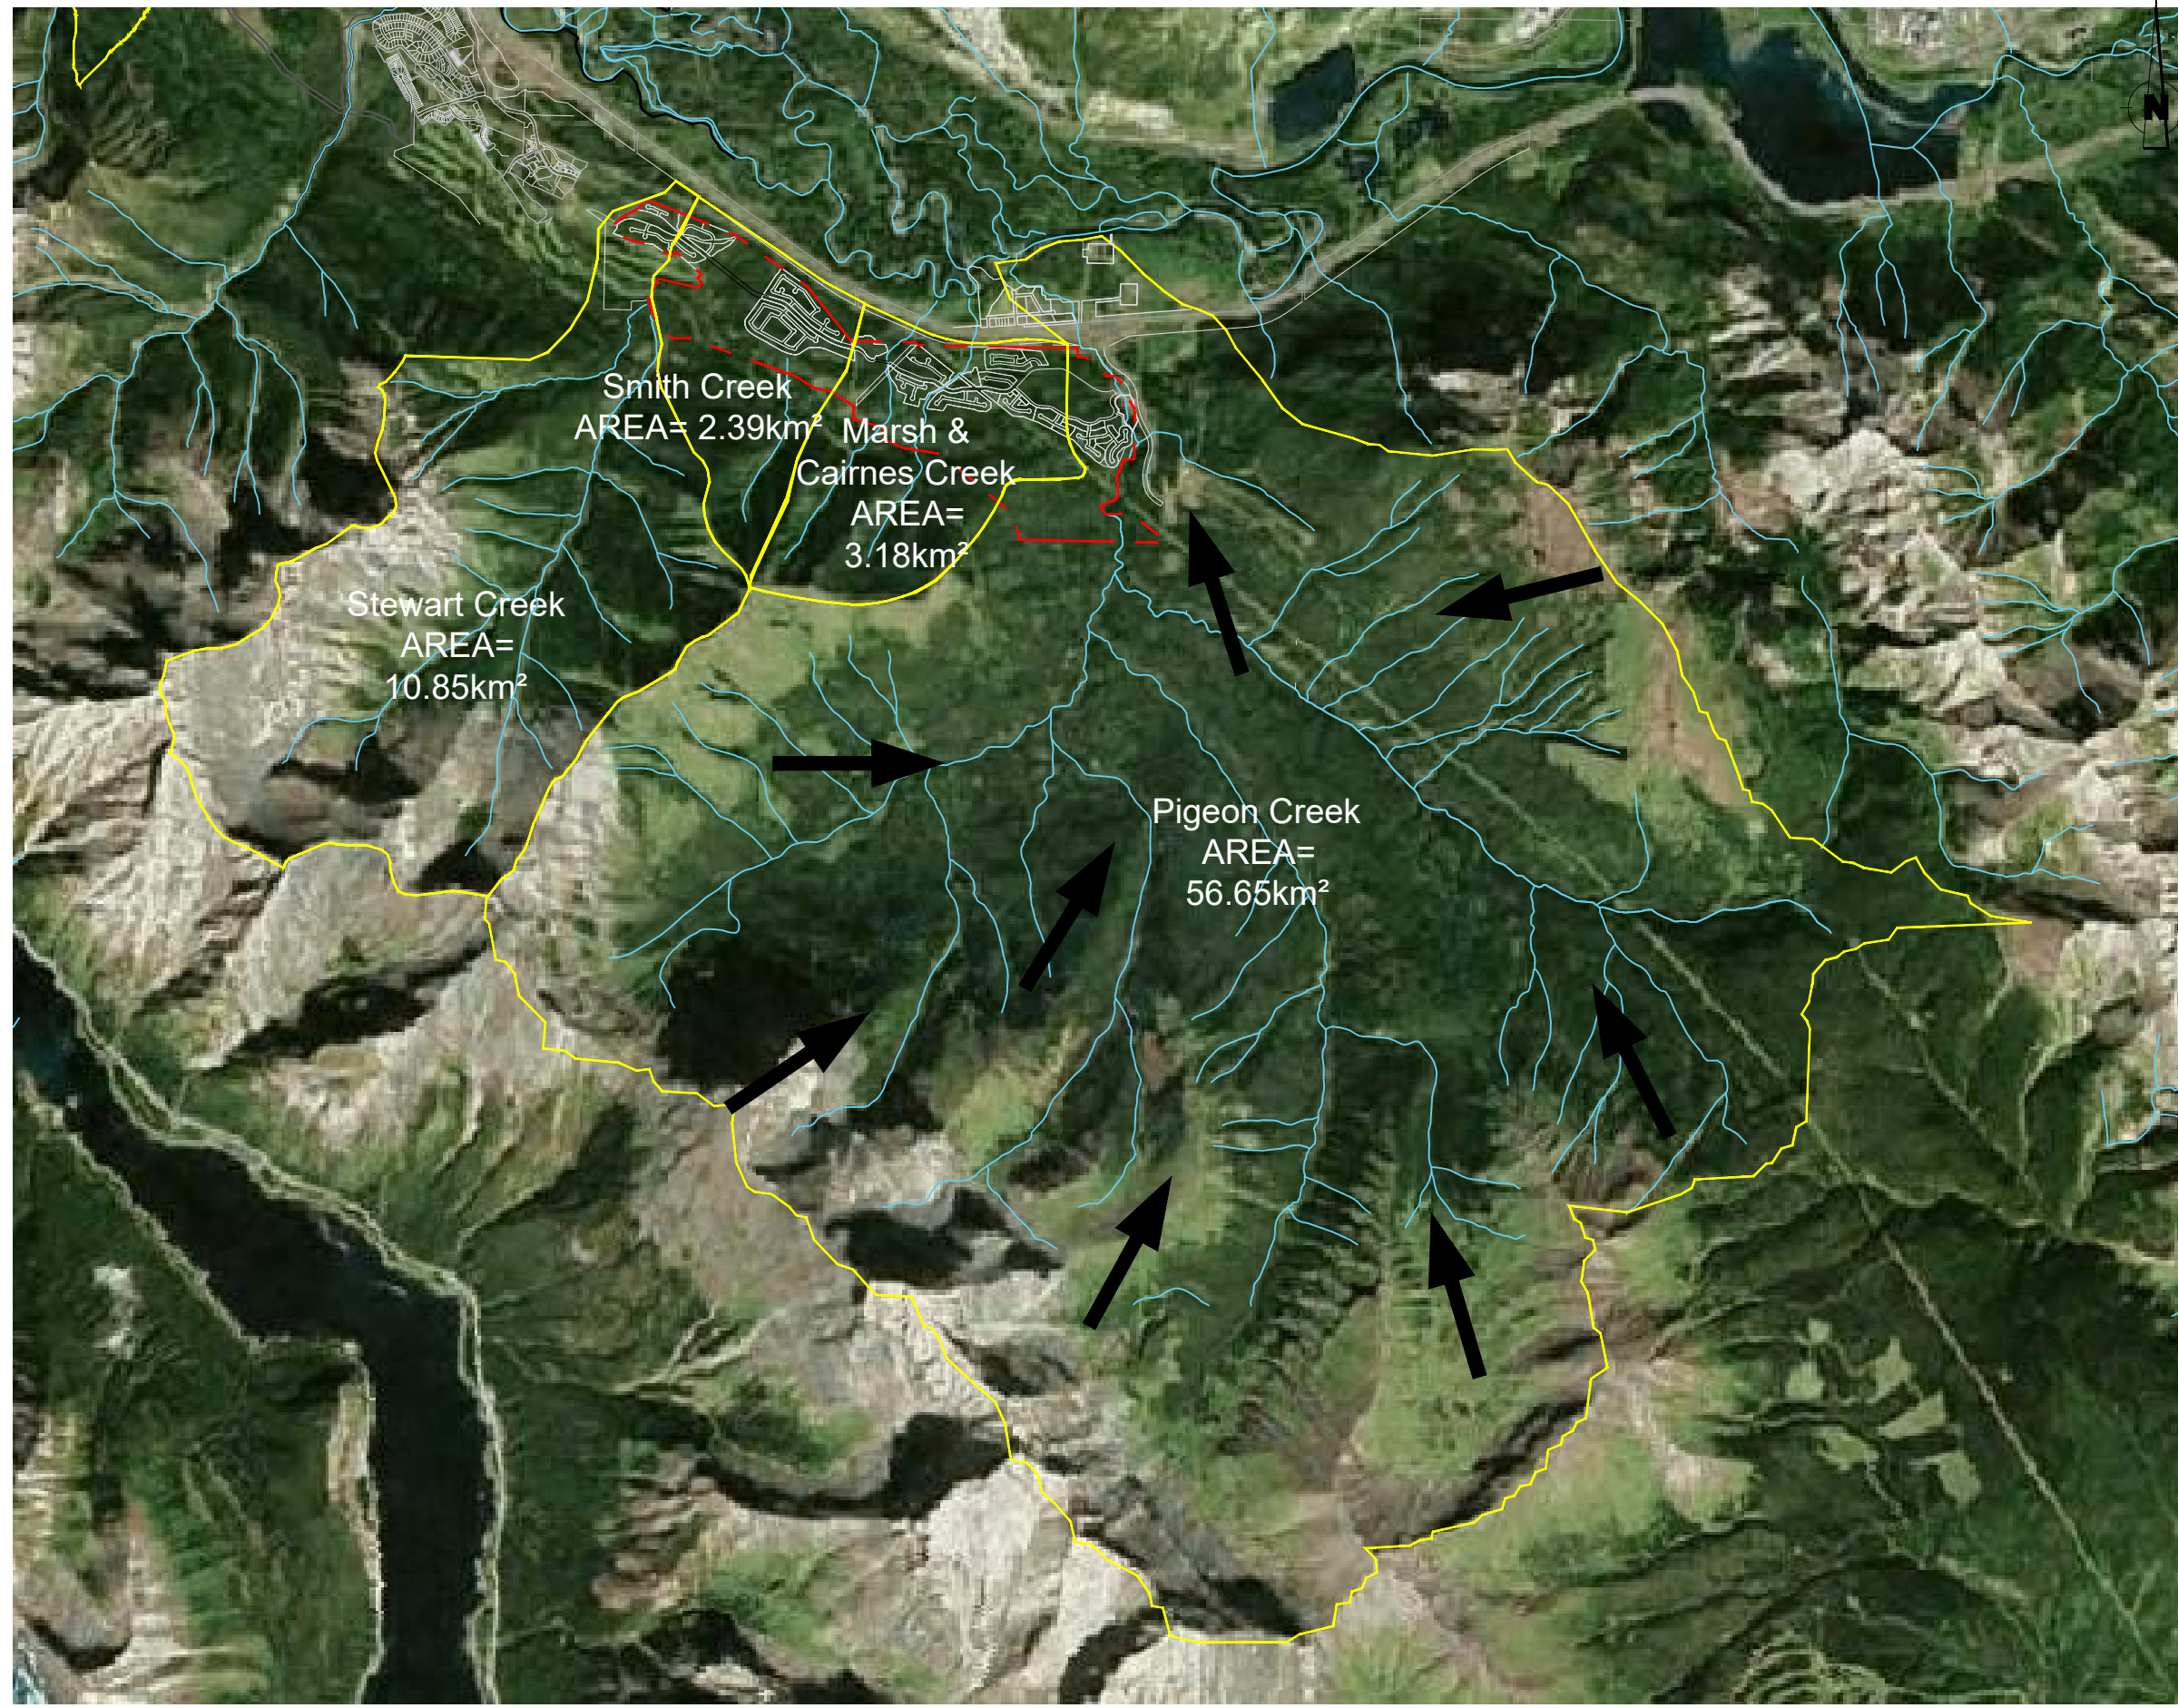 N
Smith Creek
AREA= 2.39km²
Marsh &
Cairnes Creek
AREA=
3.18km²
Stewart Creek
AREA=
10.85km²
Pigeon Creek
AREA=
56.65km²